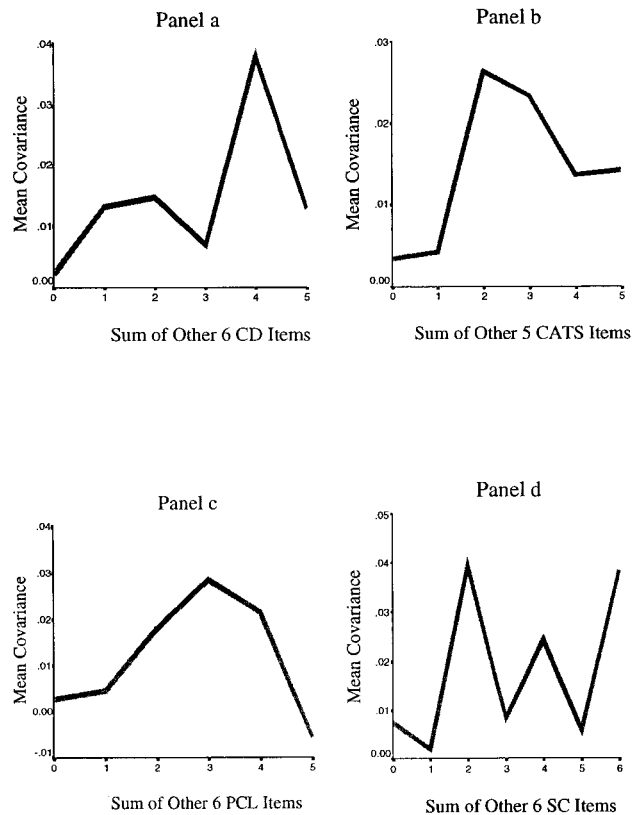 Panel a
Mean Covariance
.04
.03
.02
.01
0.00
0 1 2 3 4 5
Sum of Other 6 CD Items
Panel b
Mean Covariance
.03
.02
.01
0.00
0 1 2 3 4 5
Sum of Other 5 CATS Items
Panel c
Mean Covariance
.04
.03
.02
.01
0.00
-.01
0 1 2 3 4 5
Sum of Other 6 PCL Items
Panel d
Mean Covariance
.05
.04
.03
.02
.01
0.00
0 1 2 3 4 5 6
Sum of Other 6 SC Items